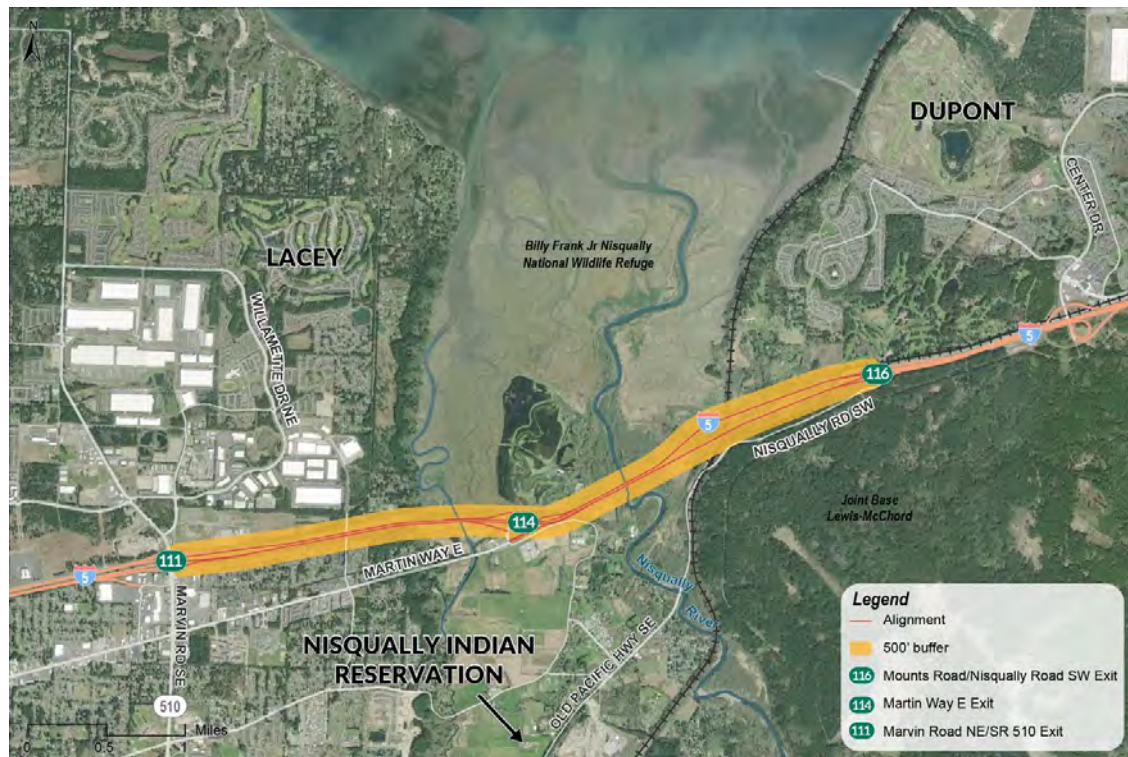 N
DUPONT
CENTER DR
LACEY
Billy Frank Jr Nisqually
National Wildlife Refuge
WILLAMETTE DR NE
5
116
5
NISQUALLY RD SW
114
Joint Base
Lewis-McChord
111
MARTIN WAY E
5
MARVIN RD SE
Nisqually
River
NISQUALLY INDIAN
RESERVATION
OLD PACIFIC HWY SE
510
0
0.5
Miles
Legend
Alignment
500' buffer
116 Mounts Road/Nisqually Road SW Exit
114 Martin Way E Exit
111 Marvin Road NE/SR 510 Exit